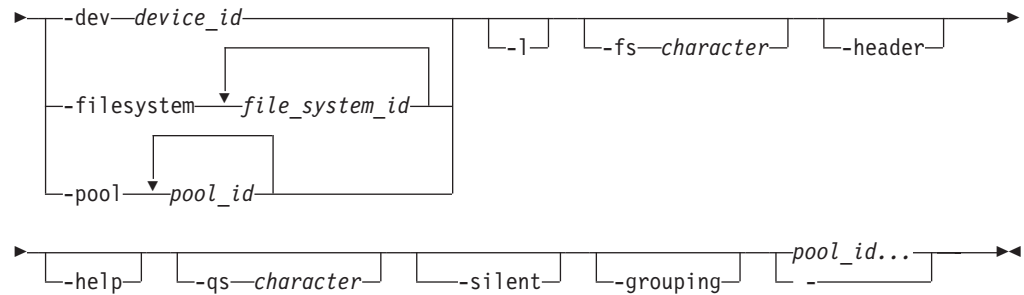 -dev device_id
-l -fs character -header
-filesystem file_system_id
-pool pool_id
pool_id...
-help -qs character -silent -grouping -